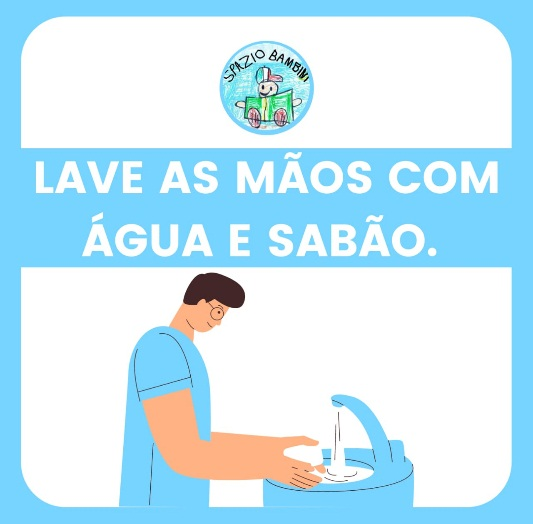 SPAZIO BAMBINI
LAVE AS MÃOS COM
ÁGUA E SABÃO.